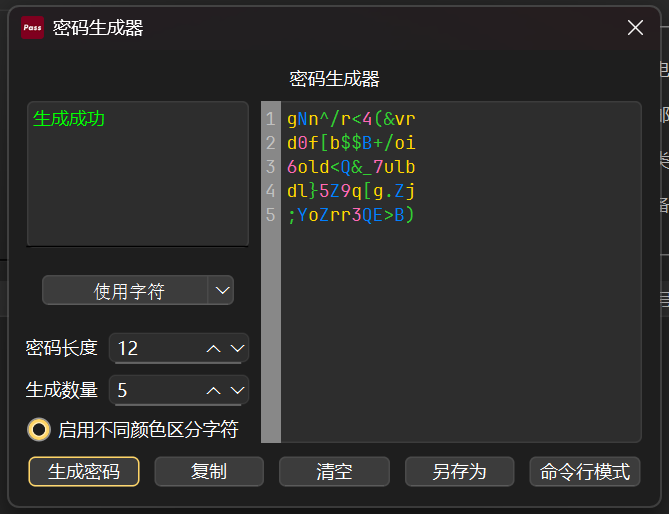 Pass 密码生成器
密码生成器
生成成功
1 gNn^/r<4(&vr
2 d0f[b$$B+/oi
3 6old<Q&_7ulb
4 dl}5Z9q[g.Zj
5 ;YoZrr3QE>B)
使用字符
密码长度 12
生成数量 5
启用不同颜色区分字符
生成密码 复制 清空 另存为 命令行模式